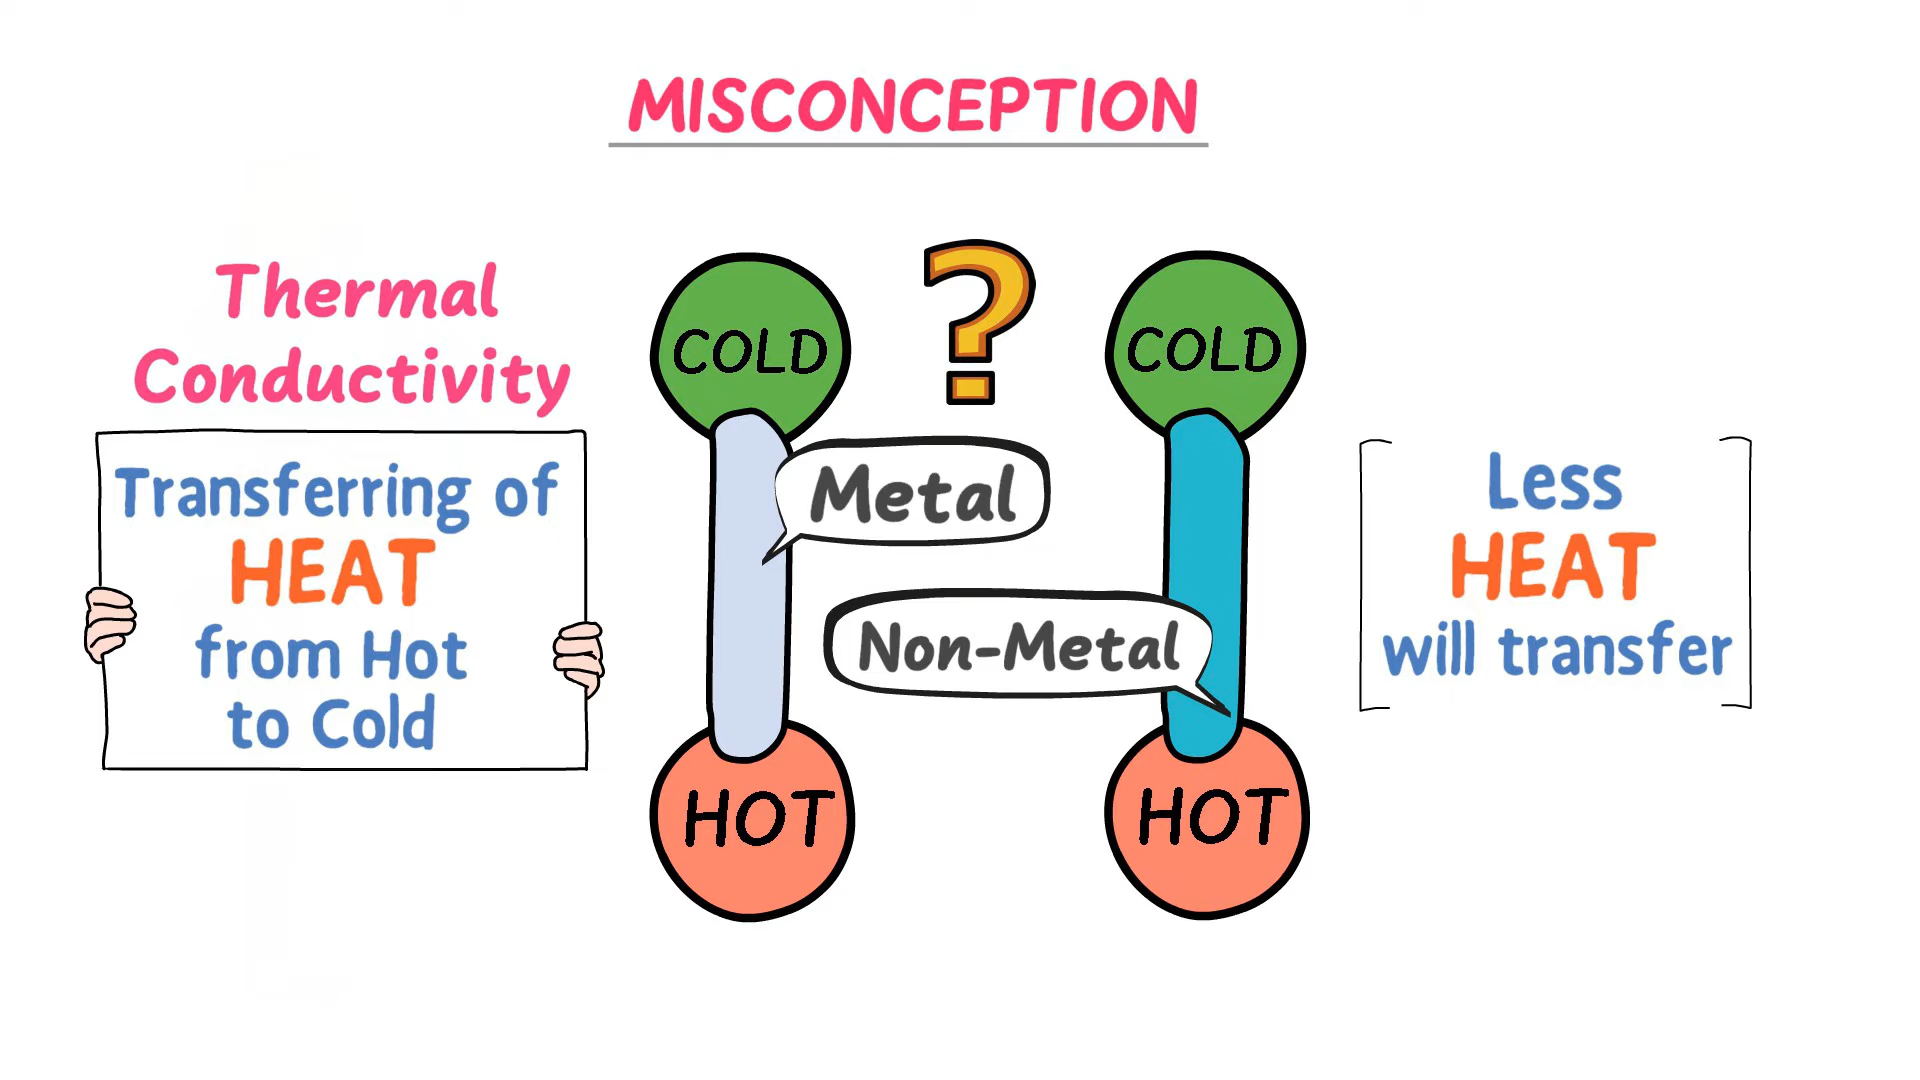 MISCONCEPTION
Thermal
Conductivity
Transferring of
HEAT
from Hot
to Cold
COLD
Metal
HOT
COLD
Non-Metal
HOT
Less
HEAT
will transfer